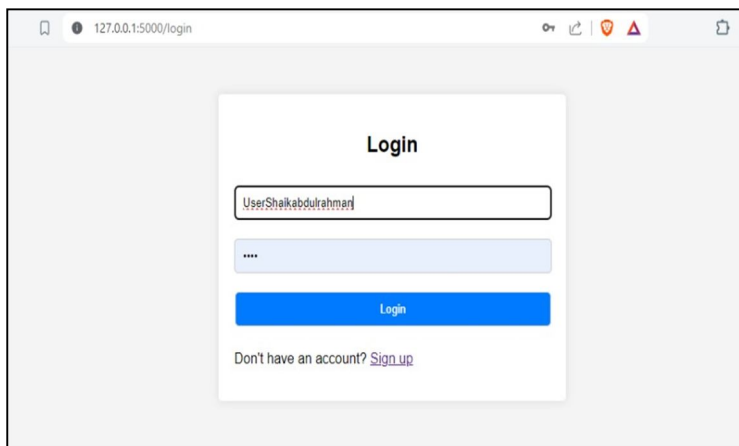 127.0.0.1:5000/login
Login
UserShaikabdulrahman
••••
Login
Don't have an account? Sign up